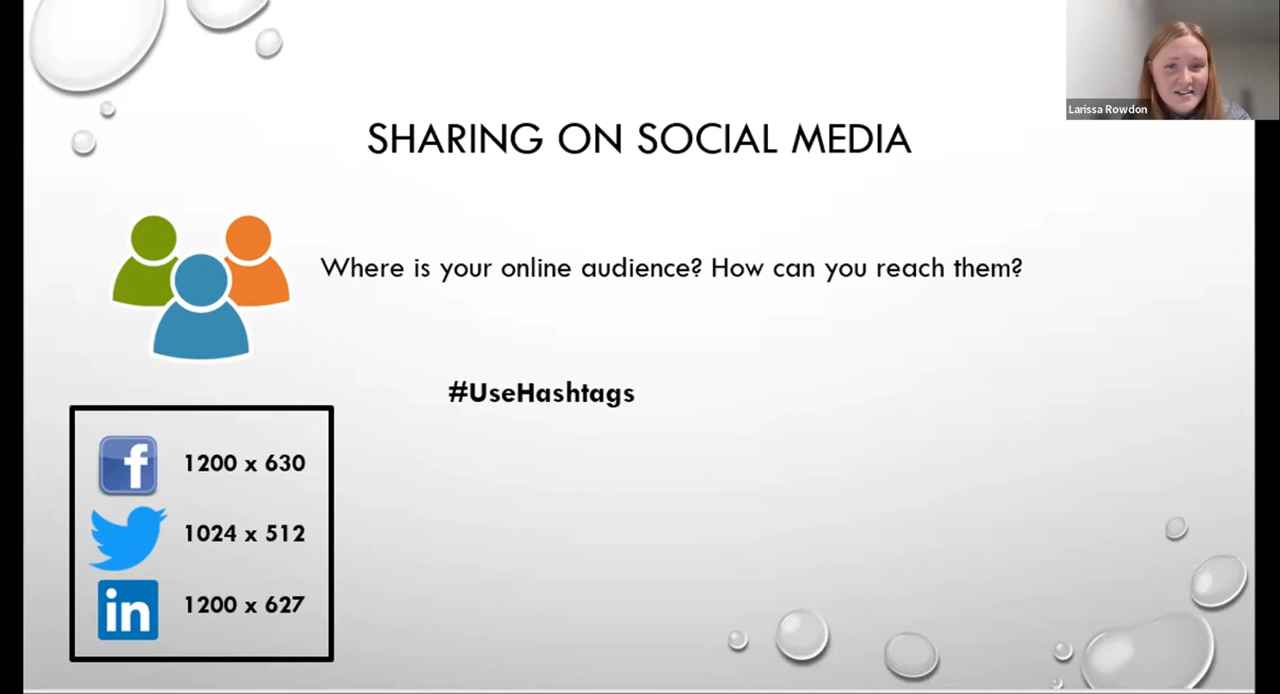 Larissa Rowdon
SHARING ON SOCIAL MEDIA
Where is your online audience? How can you reach them?
#UseHashtags
f 1200 x 630
1024 x 512
in 1200 x 627